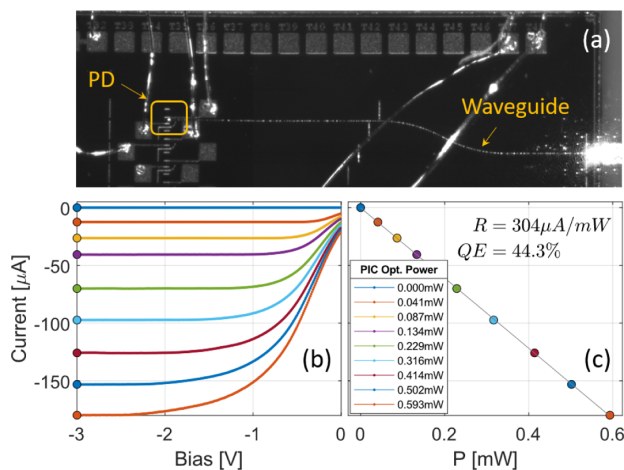 (a)
PD
Waveguide
0
-50
-100
-150
Current [μA]
(b)
-3
-2
-1
0
Bias [V]
R = 304μA/mW
QE = 44.3%
PIC Opt. Power
0.000mW
0.041mW
0.087mW
0.134mW
0.229mW
0.316mW
0.414mW
0.502mW
0.593mW
(c)
0
0.2
0.4
0.6
P [mW]